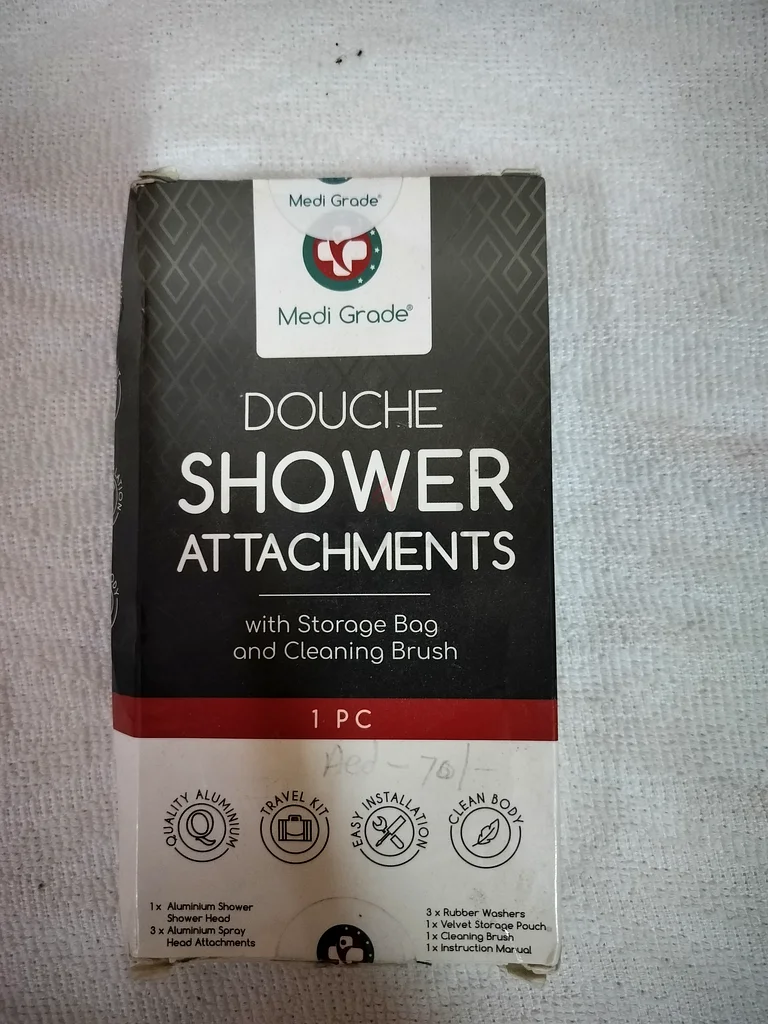 Medi Grade®
Medi Grade®
DOUCHE
SHOWER
ATTACHMENTS
with Storage Bag
and Cleaning Brush
1 PC
Aed - 70/-
QUALITY ALUMINIUM
Q
TRAVEL KIT
EASY INSTALLATION
CLEAN BODY
1 x Aluminium Shower
Shower Head
3 x Aluminium Spray
Head Attachments
3 x Rubber Washers
1 x Velvet Storage Pouch
1 x Cleaning Brush
1 x Instruction Manual